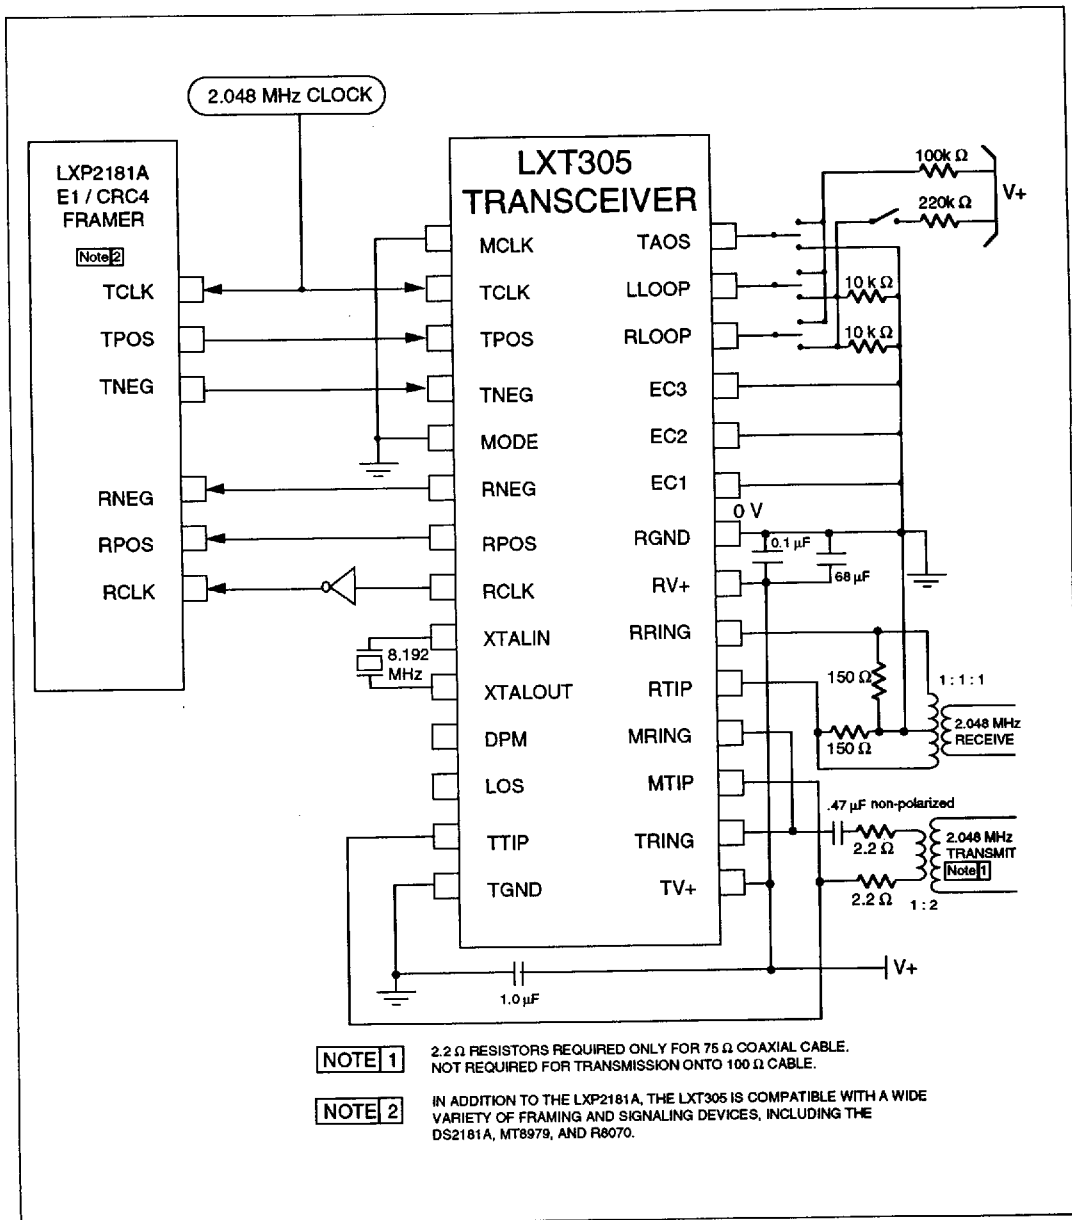 2.048 MHz CLOCK
LXP2181A
E1 / CRC4
FRAMER
Note 2
TCLK
TPOS
TNEG
RNEG
RPOS
RCLK
LXT305
TRANSCEIVER
MCLK
TCLK
TPOS
TNEG
MODE
RNEG
RPOS
RCLK
XTALIN
XTALOUT
DPM
LOS
TTIP
TGND
TAOS
LLOOP
RLOOP
EC3
EC2
EC1
RGND
RV+
RRING
RTIP
MRING
MTIP
TRING
TV+
8.192
MHz
100k Ω
220k Ω
V+
10 k Ω
10 k Ω
0 V
0.1 μF
68 μF
150 Ω
150 Ω
1 : 1 : 1
2.048 MHz
RECEIVE
.47 μF non-polarized
2.2 Ω
2.2 Ω
1 : 2
2.048 MHz
TRANSMIT
Note 1
1.0 μF
V+
NOTE 1 2.2 Ω RESISTORS REQUIRED ONLY FOR 75 Ω COAXIAL CABLE.
NOT REQUIRED FOR TRANSMISSION ONTO 100 Ω CABLE.
NOTE 2 IN ADDITION TO THE LXP2181A, THE LXT305 IS COMPATIBLE WITH A WIDE
VARIETY OF FRAMING AND SIGNALING DEVICES, INCLUDING THE
DS2181A, MT8979, AND R8070.